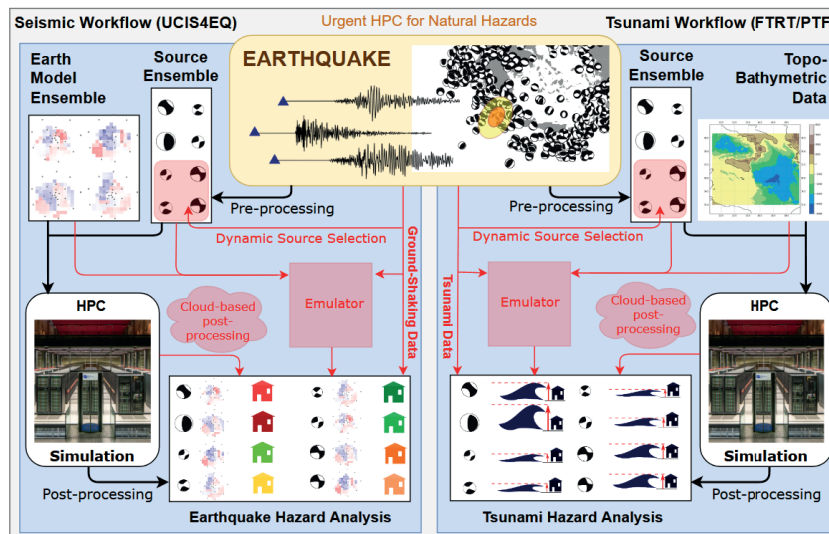 Seismic Workflow (UCIS4EQ)
Urgent HPC for Natural Hazards
Tsunami Workflow (FTRT/PTF)
Earth
Model
Ensemble
Source
Ensemble
EARTHQUAKE
Source
Ensemble
Topo-
Bathymetric
Data
Pre-processing
Pre-processing
Dynamic Source Selection
Dynamic Source Selection
Ground-Shaking Data
Tsunami Data
HPC
Cloud-based
post-
processing
Emulator
Emulator
Cloud-based
post-
processing
HPC
Simulation
Simulation
Post-processing
Post-processing
Earthquake Hazard Analysis
Tsunami Hazard Analysis